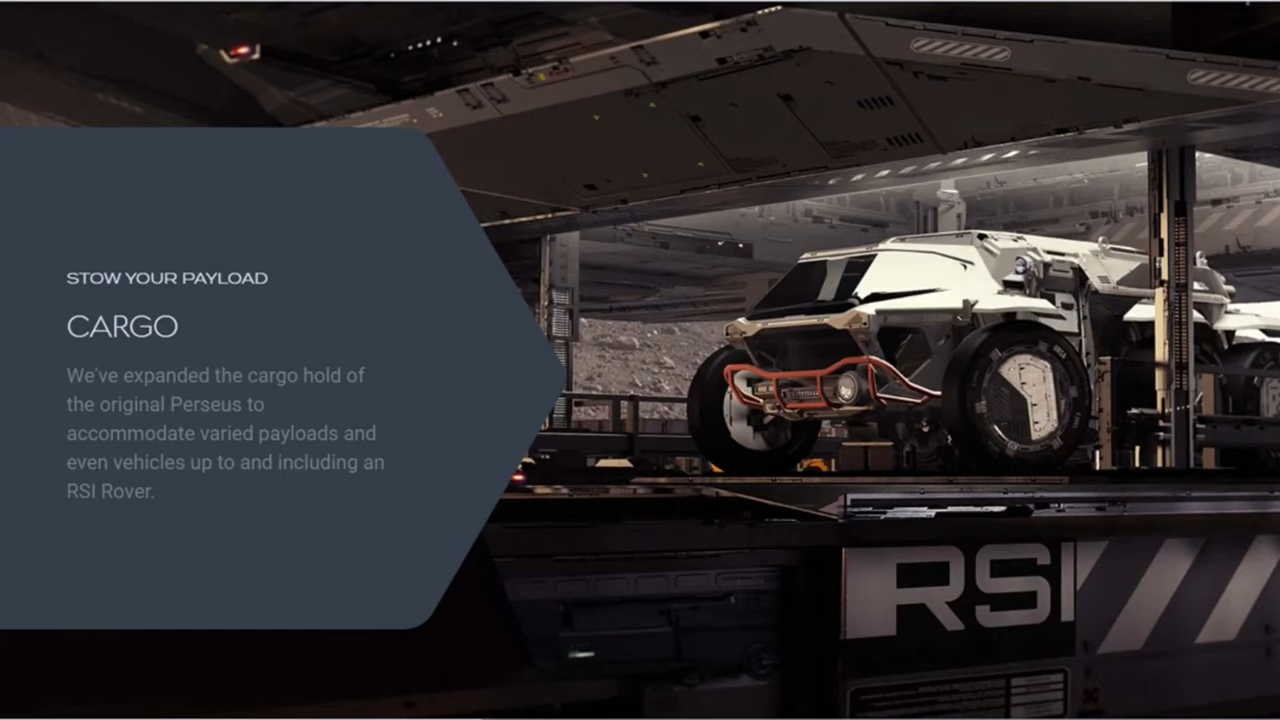 STOW YOUR PAYLOAD
CARGO
We've expanded the cargo hold of
the original Perseus to
accommodate varied payloads and
even vehicles up to and including an
RSI Rover.
RSI